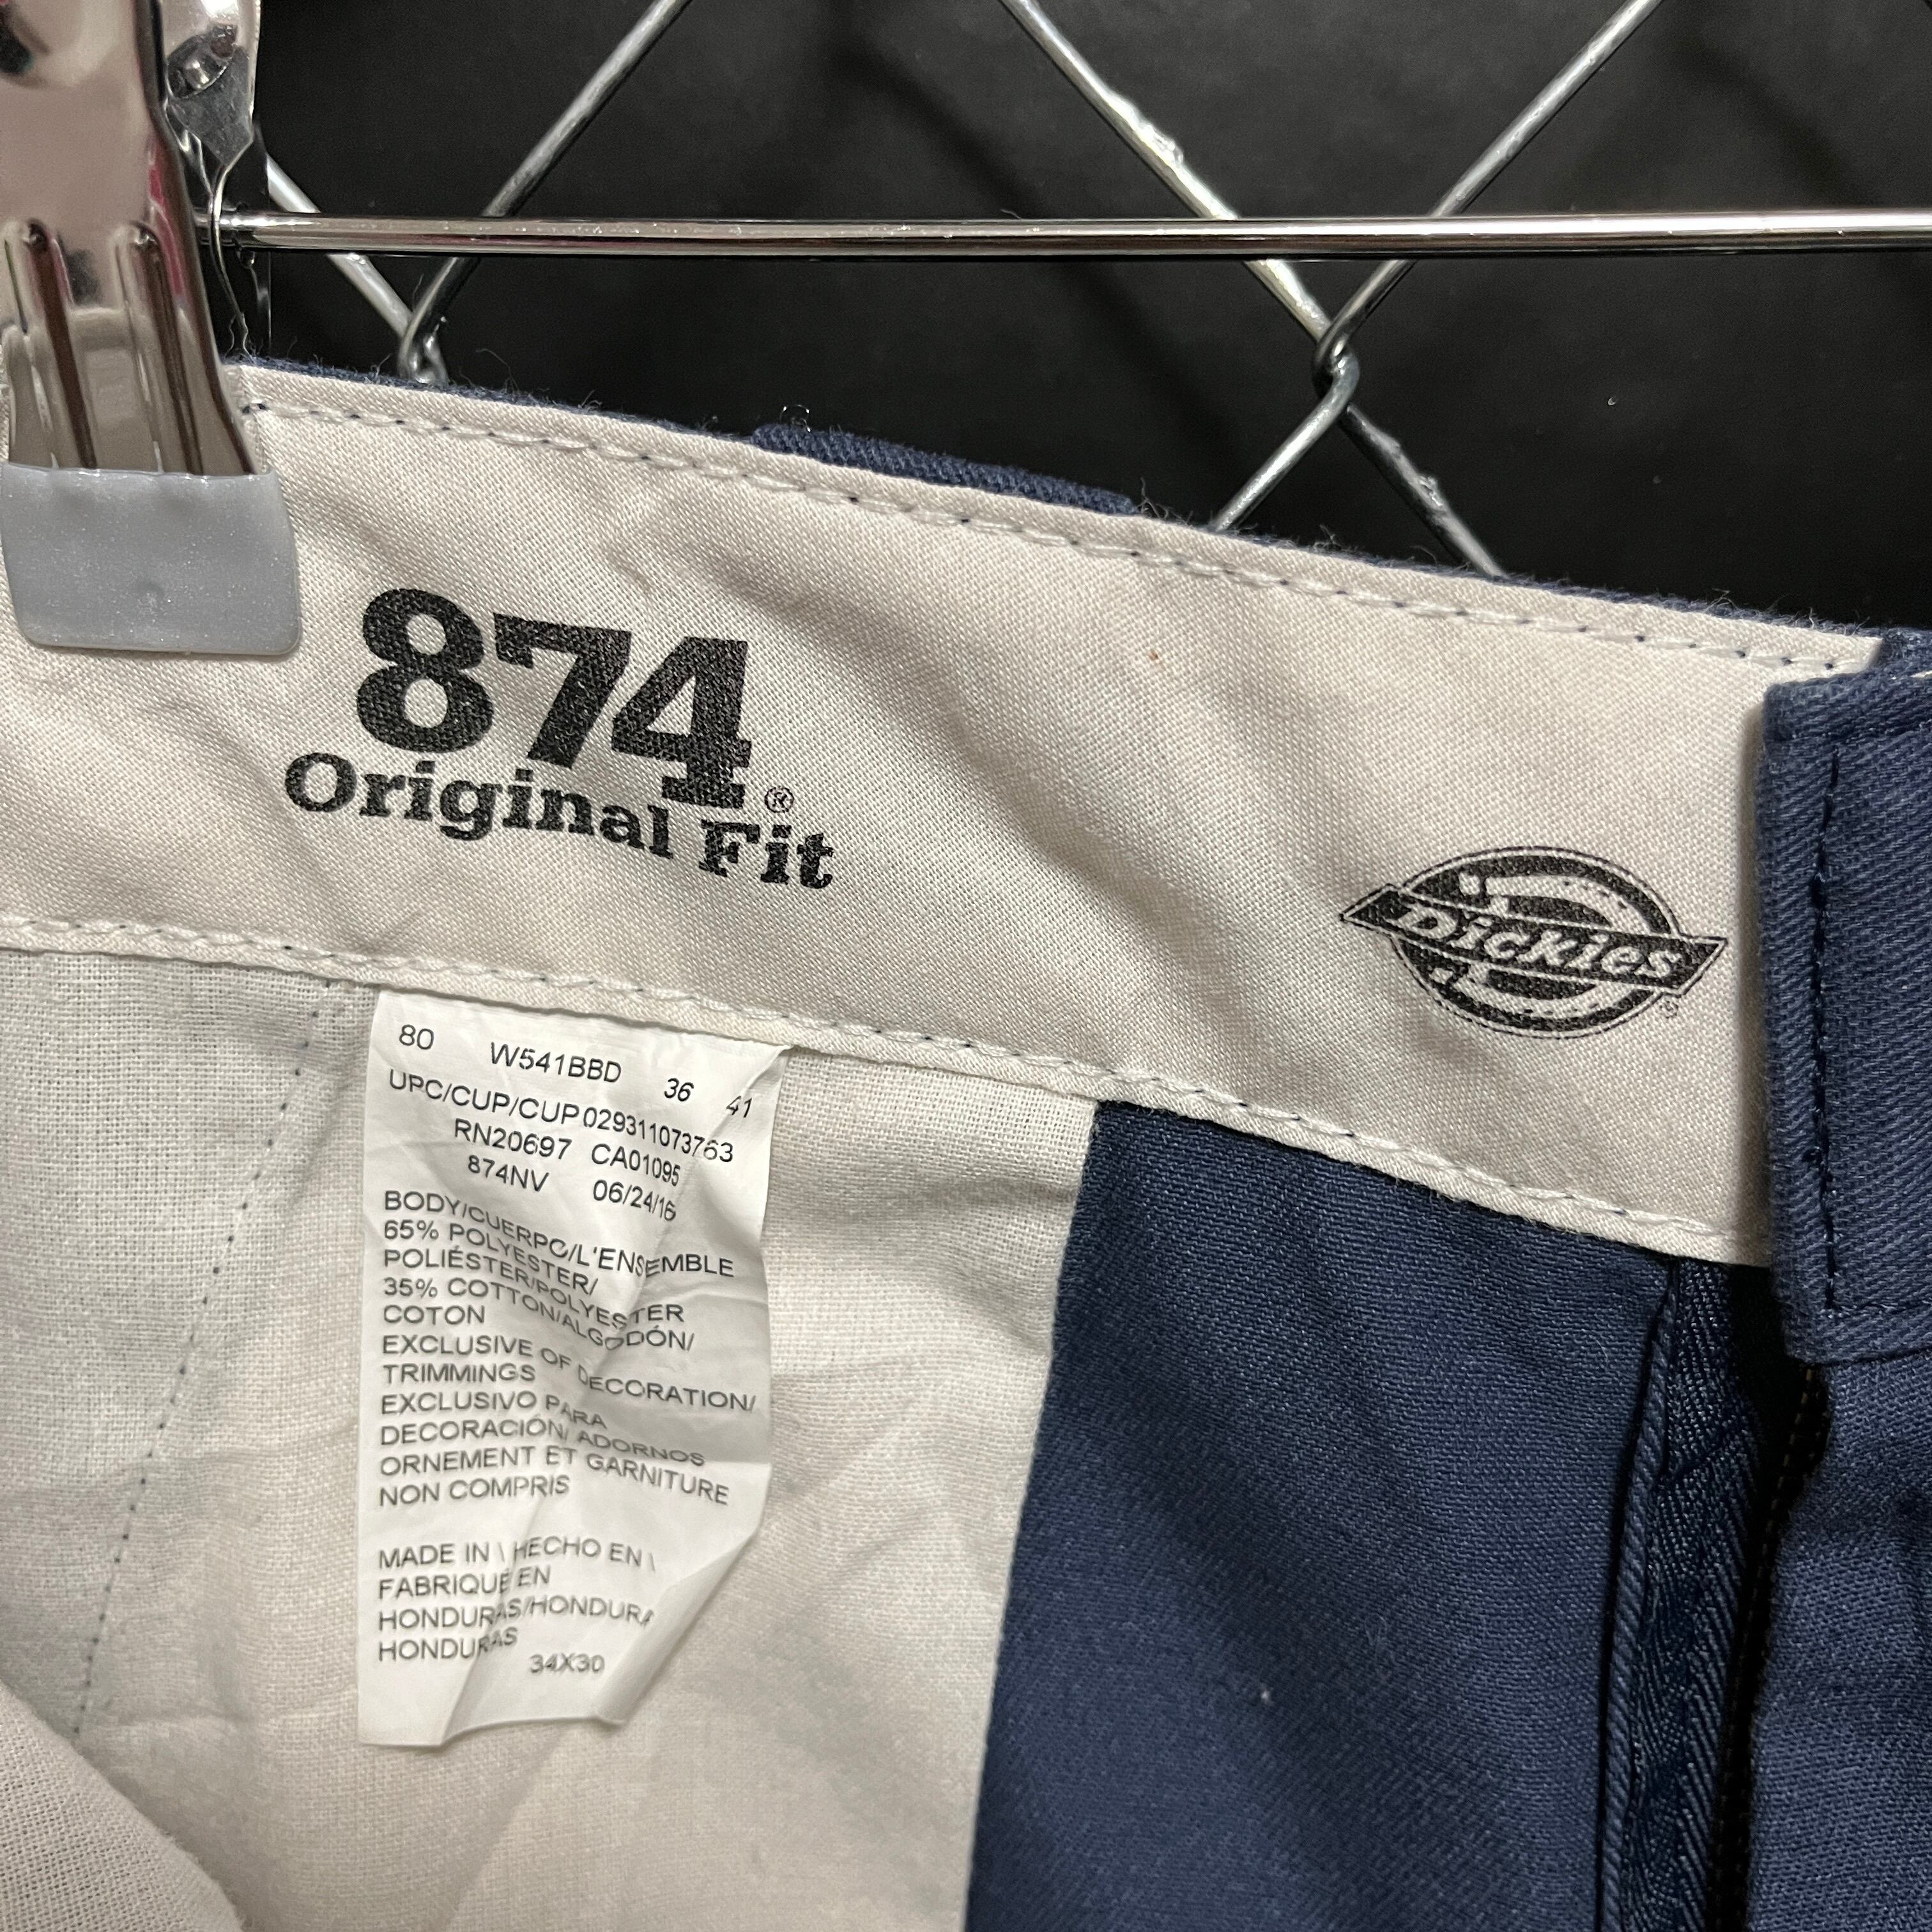 874®
Original Fit
Dickies®
80 W541BBD 36 41
UPC/CUP/CUP 029311073763
RN20697 CA01095
874NV 06/24/16
BODY/CUERPO/L'ENSEMBLE
65% POLYESTER/
POLIÉSTER/POLYESTER
35% COTTON/ALGODÓN/
COTON
EXCLUSIVE OF DECORATION/
TRIMMINGS
EXCLUSIVO PARA
DECORACIÓN/ ADORNOS
ORNEMENT ET GARNITURE
NON COMPRIS
MADE IN \ HECHO EN \
FABRIQUE EN
HONDURAS/HONDURA
HONDURAS
34X30